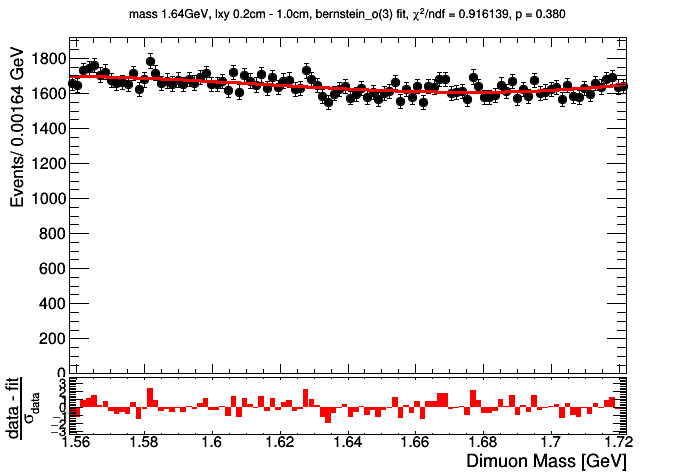 mass 1.64GeV, lxy 0.2cm - 1.0cm, bernstein_o(3) fit, χ²/ndf = 0.916139, p = 0.380
Events/ 0.00164 GeV
1800
1600
1400
1200
1000
800
600
400
200
0
data - fit
σdata
3
2
1
0
−1
−2
−3
1.56 1.58 1.6 1.62 1.64 1.66 1.68 1.7 1.72
Dimuon Mass [GeV]